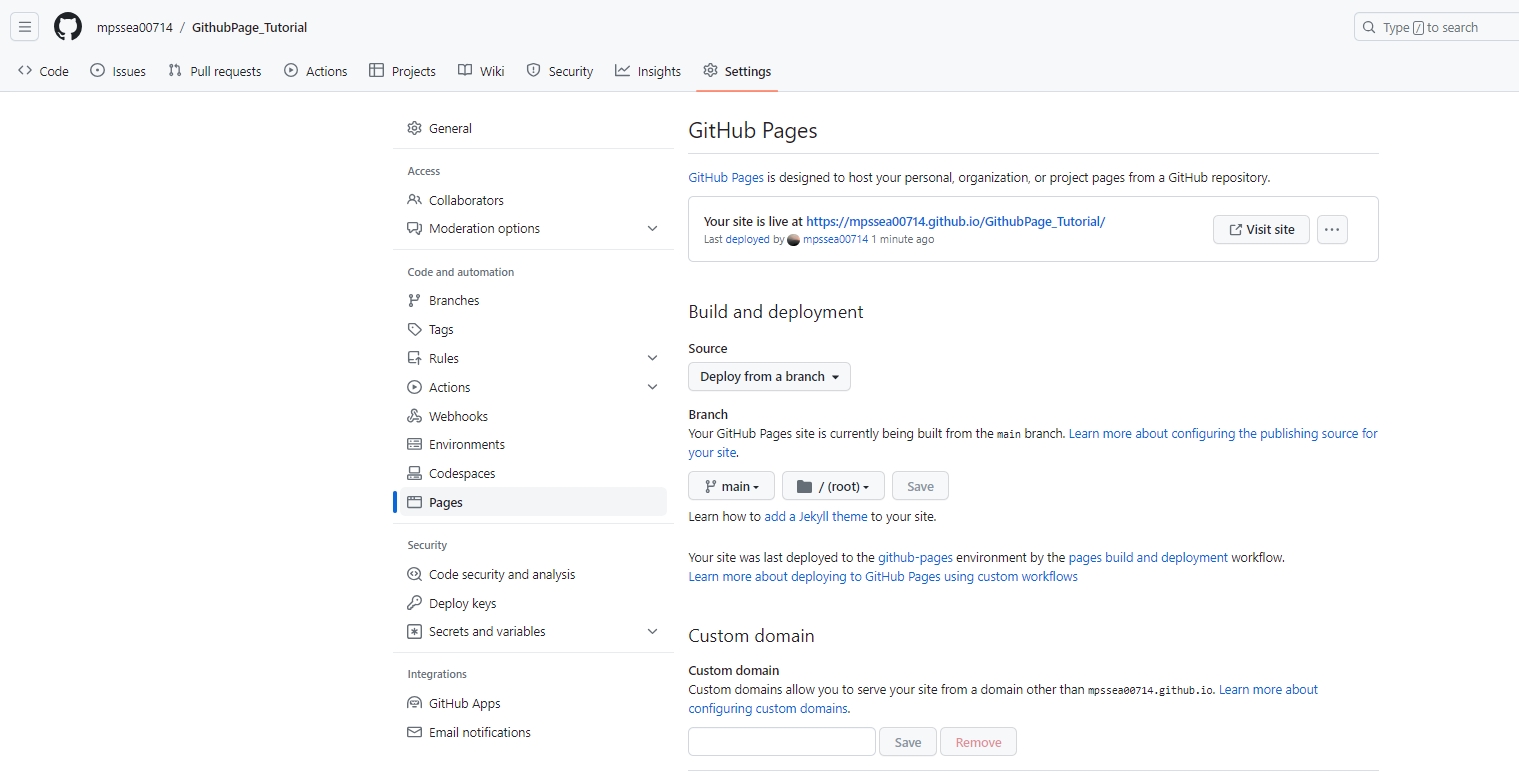 mpssea00714 / GithubPage_Tutorial
Type / to search
Code Issues Pull requests Actions Projects Wiki Security Insights Settings
General
Access
Collaborators
Moderation options
Code and automation
Branches
Tags
Rules
Actions
Webhooks
Environments
Codespaces
Pages
Security
Code security and analysis
Deploy keys
Secrets and variables
Integrations
GitHub Apps
Email notifications
GitHub Pages
GitHub Pages is designed to host your personal, organization, or project pages from a GitHub repository.
Your site is live at https://mpssea00714.github.io/GithubPage_Tutorial/
Last deployed by mpssea00714 1 minute ago
Visit site
...
Build and deployment
Source
Deploy from a branch
Branch
Your GitHub Pages site is currently being built from the main branch. Learn more about configuring the publishing source for
your site.
main / (root) Save
Learn how to add a Jekyll theme to your site.
Your site was last deployed to the github-pages environment by the pages build and deployment workflow.
Learn more about deploying to GitHub Pages using custom workflows
Custom domain
Custom domain
Custom domains allow you to serve your site from a domain other than mpssea00714.github.io. Learn more about
configuring custom domains.
Save Remove